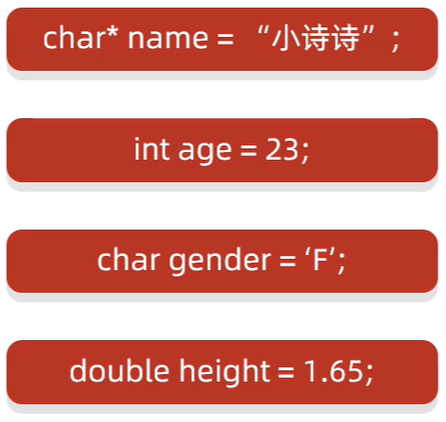 char* name = “小诗诗”;
int age = 23;
char gender = ‘F’;
double height = 1.65;